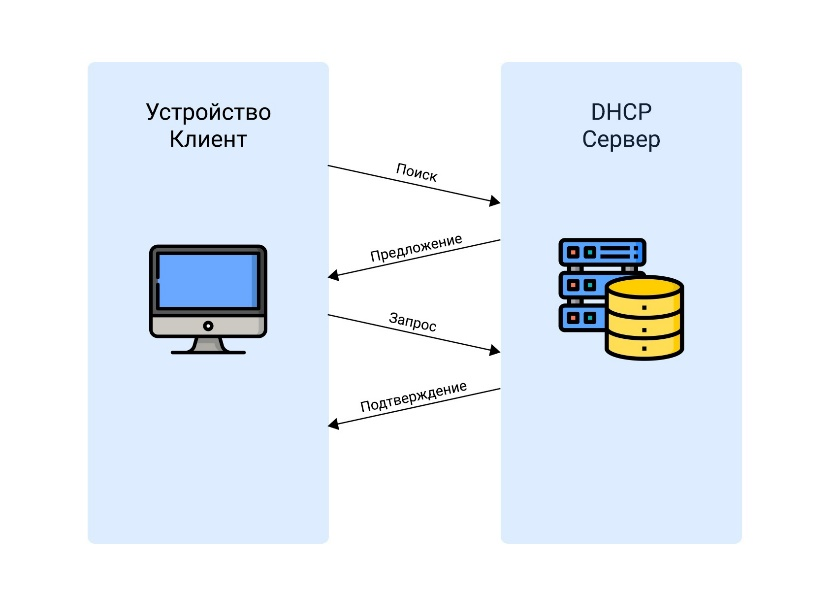 Устройство
Клиент
DHCP
Сервер
Поиск
Предложение
Запрос
Подтверждение